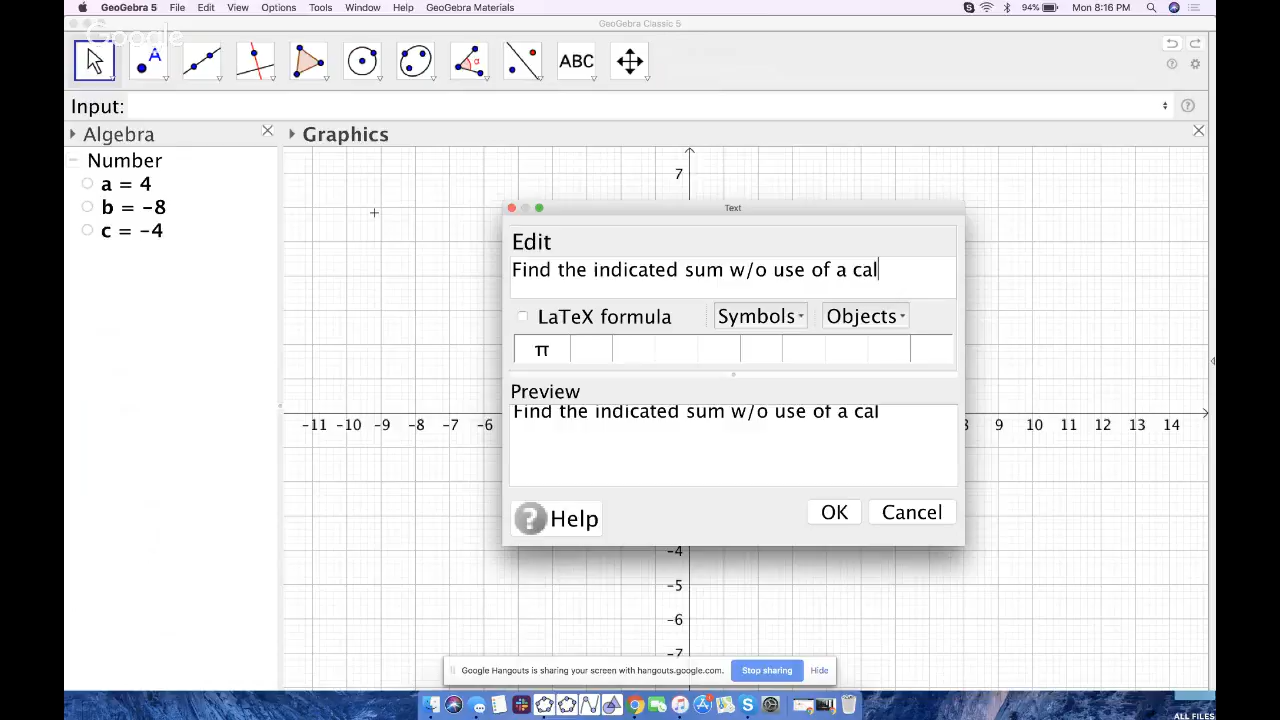 GeoGebra File Edit View Options Tools Window Help GeoGebra Materials
94% Mon 8:16 PM
GeoGebra Classic 5
Google
A
α
ABC
Input:
Algebra
Graphics
Number
a = 4
b = -8
c = -4
7
-11 -10 -9 -8 -7 -6
8 9 10 11 12 13 14
-4
-5
-6
-7
Text
Edit
Find the indicated sum w/o use of a cal
LaTeX formula
Symbols
Objects
π
Preview
Find the indicated sum w/o use of a cal
? Help
OK
Cancel
Google Hangouts is sharing your screen with hangouts.google.com.
Stop sharing
Hide
ALL FILES